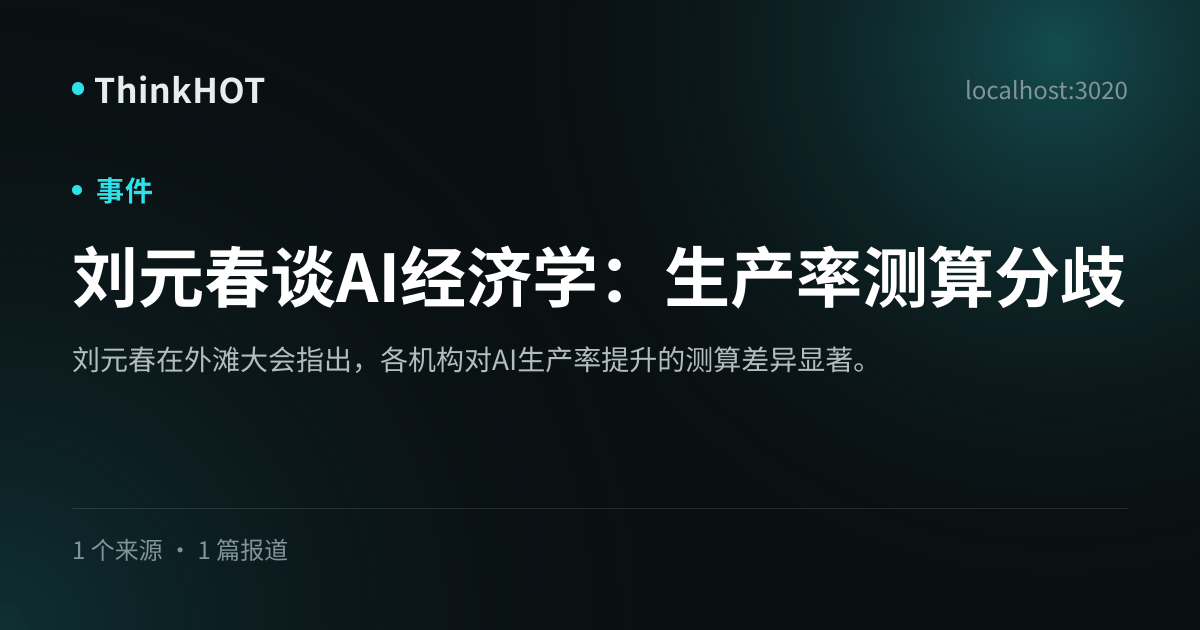 ThinkHOT
localhost:3020
事件
刘元春谈AI经济学：生产率测算分歧
刘元春在外滩大会指出，各机构对AI生产率提升的测算差异显著。
1 个来源 · 1 篇报道